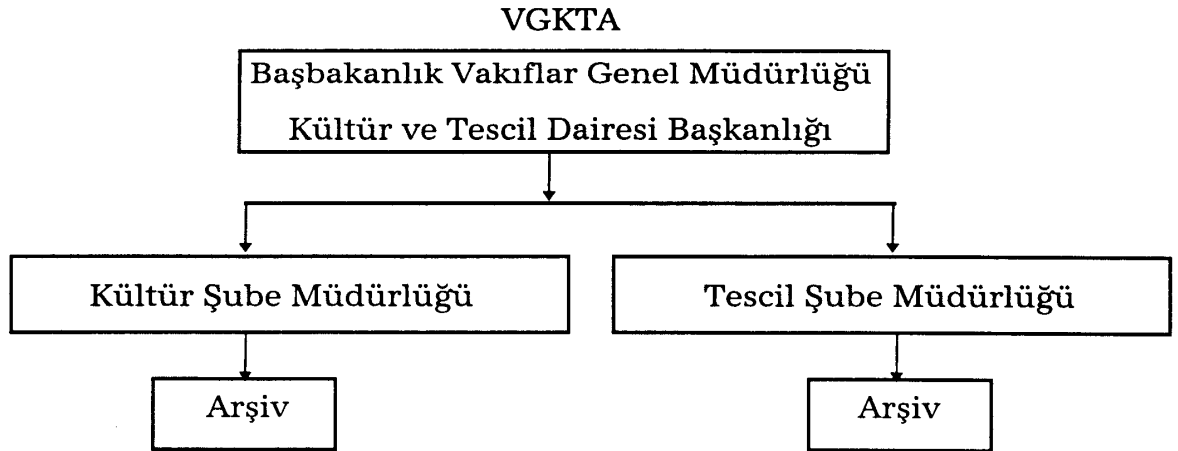 VGKTA
Başbakanlık Vakıflar Genel Müdürlüğü
Kültür ve Tescil Dairesi Başkanlığı
Kültür Şube Müdürlüğü
Tescil Şube Müdürlüğü
Arşiv
Arşiv